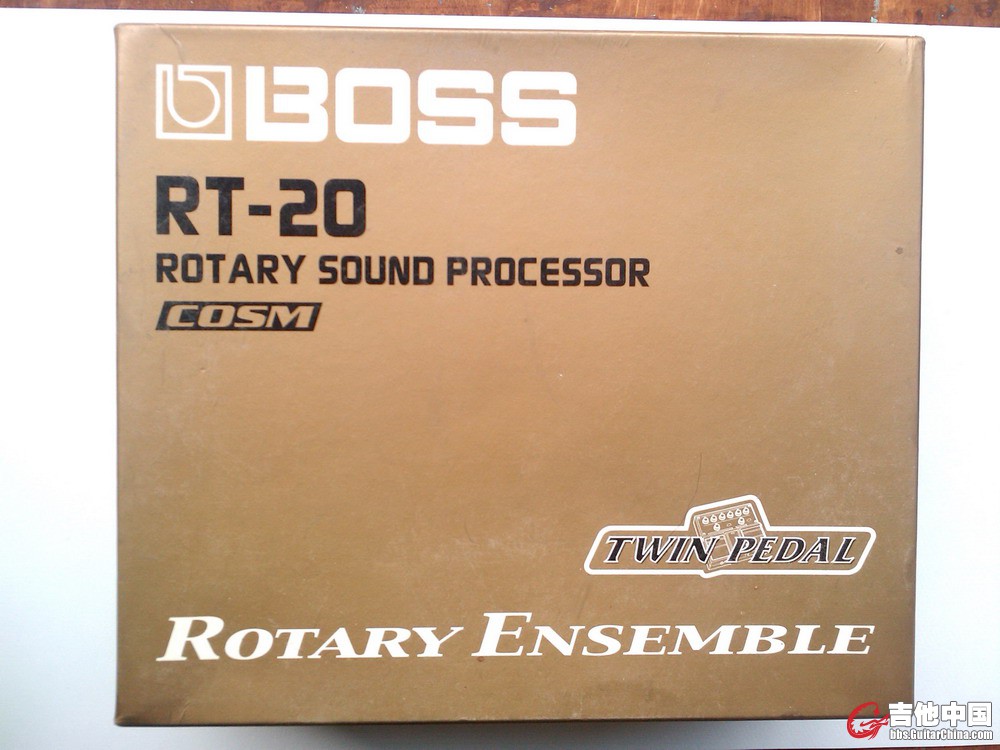 BOSS
RT-20
ROTARY SOUND PROCESSOR
COSM
TWIN PEDAL
ROTARY ENSEMBLE
吉他中国
bbs.GuitarChina.com